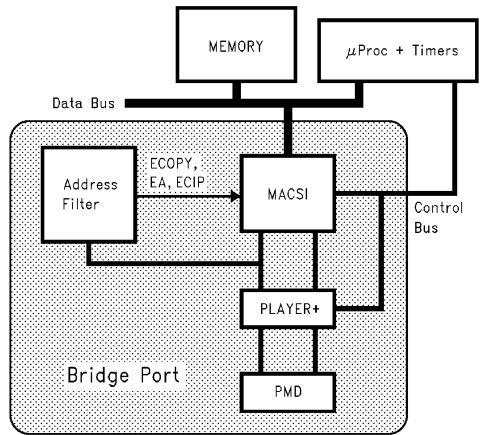 MEMORY
μProc + Timers
Data Bus
ECOPY,
EA, ECIP
Address
Filter
MACSI
Control
Bus
PLAYER+
Bridge Port
PMD